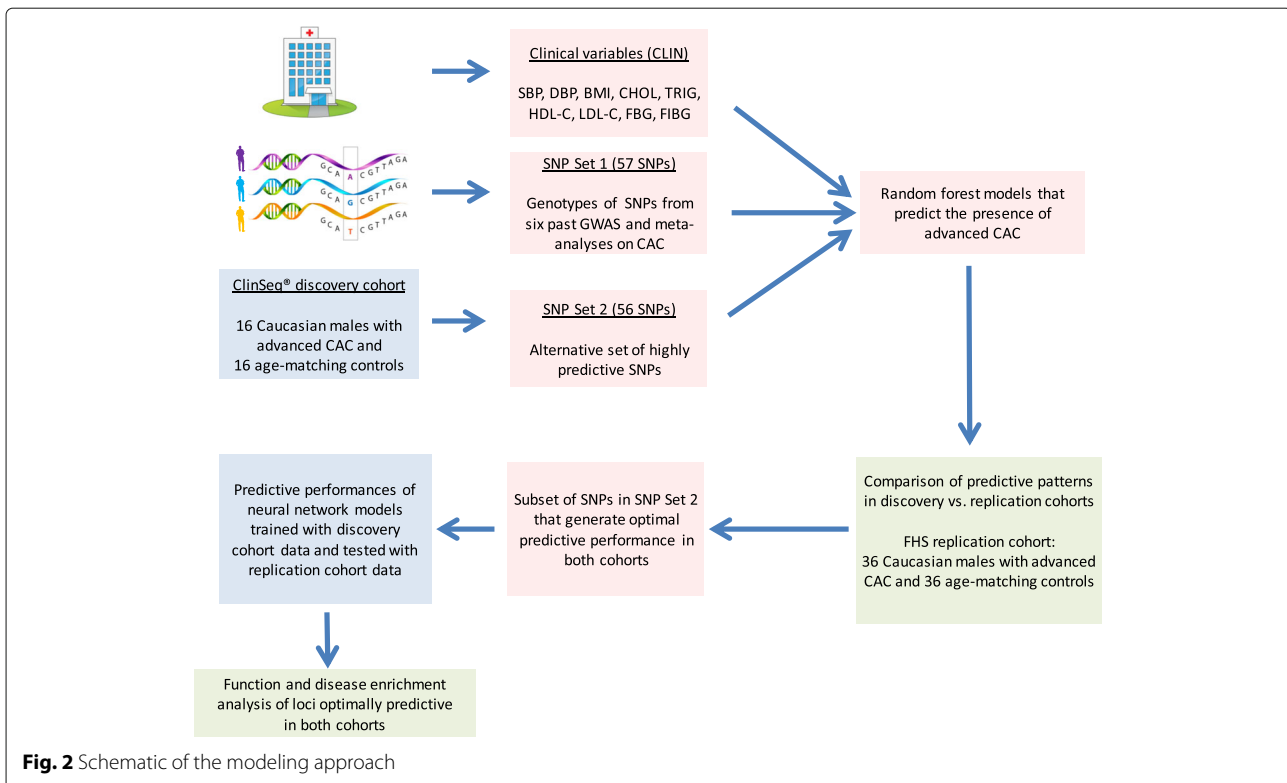 Clinical variables (CLIN)
SBP, DBP, BMI, CHOL, TRIG,
HDL-C, LDL-C, FBG, FIBG
GCA A CGTTAGA
GCA G CGTTAGA
GCA T CGTTAGA
SNP Set 1 (57 SNPs)
Genotypes of SNPs from
six past GWAS and meta-
analyses on CAC
Random forest models that
predict the presence of
advanced CAC
ClinSeq® discovery cohort
16 Caucasian males with
advanced CAC and
16 age-matching controls
SNP Set 2 (56 SNPs)
Alternative set of highly
predictive SNPs
Comparison of predictive patterns
in discovery vs. replication cohorts
FHS replication cohort:
36 Caucasian males with advanced
CAC and 36 age-matching controls
Subset of SNPs in SNP Set 2
that generate optimal
predictive performance in
both cohorts
Predictive performances of
neural network models
trained with discovery
cohort data and tested with
replication cohort data
Function and disease enrichment
analysis of loci optimally predictive
in both cohorts
Fig. 2 Schematic of the modeling approach